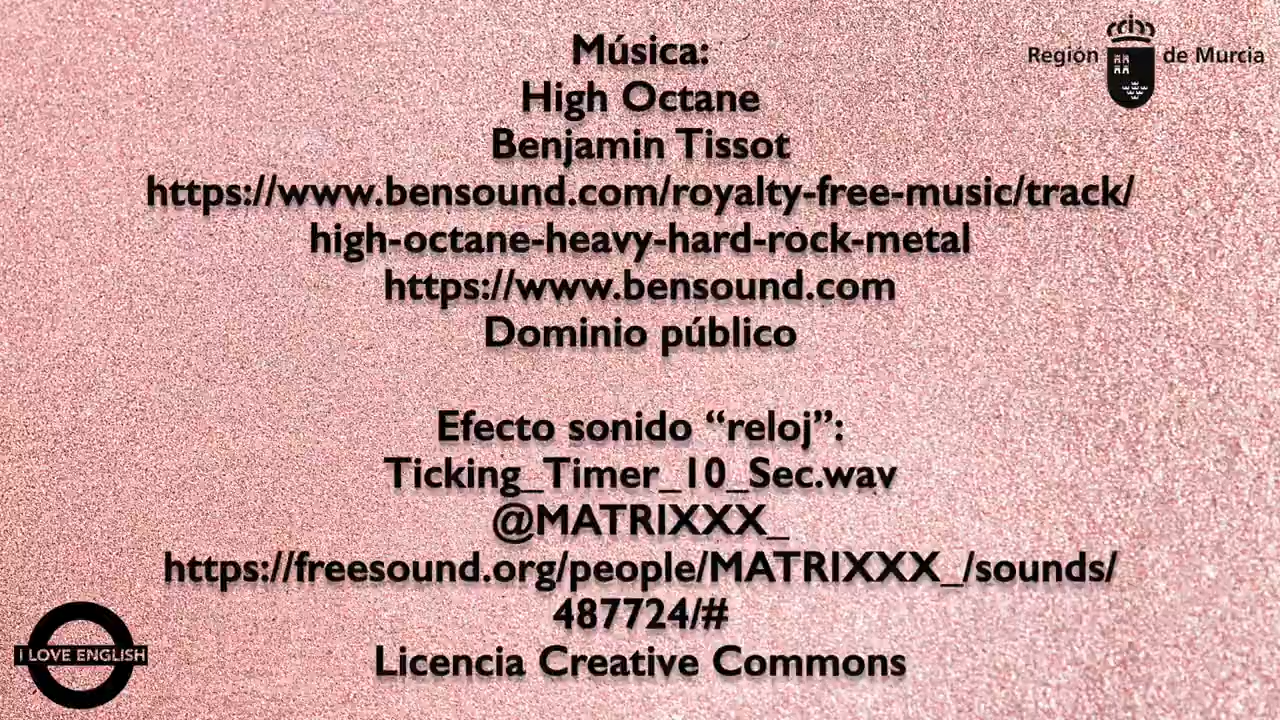 Música:
High Octane
Benjamin Tissot
https://www.bensound.com/royalty-free-music/track/
high-octane-heavy-hard-rock-metal
https://www.bensound.com
Dominio público
Efecto sonido “reloj”:
Ticking_Timer_10_Sec.wav
@MATRIXXX_
https://freesound.org/people/MATRIXXX_/sounds/
487724/#
Licencia Creative Commons
Región de Murcia
I LOVE ENGLISH